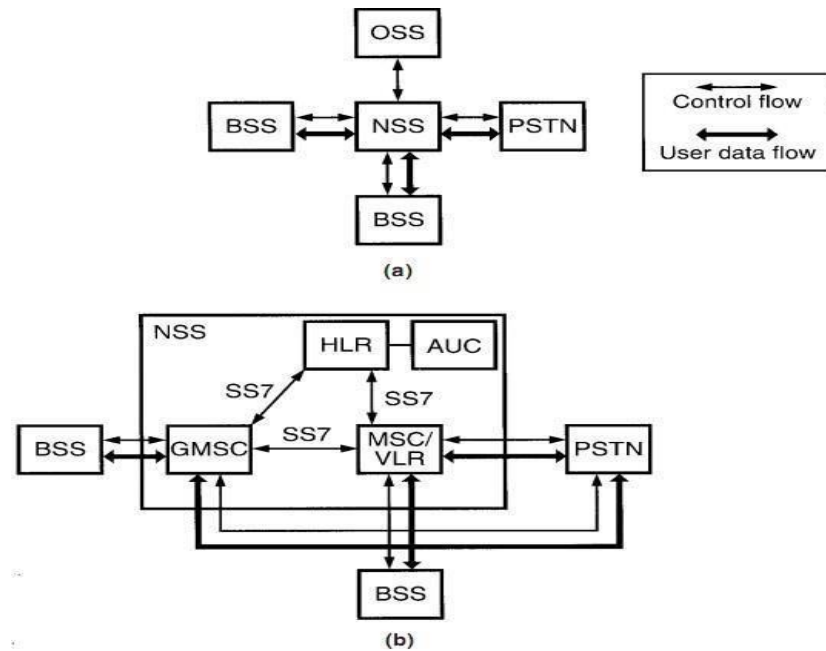 OSS
BSS
NSS
PSTN
Control flow
User data flow
BSS
(a)
NSS
HLR
AUC
SS7
SS7
BSS
GMSC
SS7
MSC/
VLR
PSTN
BSS
(b)